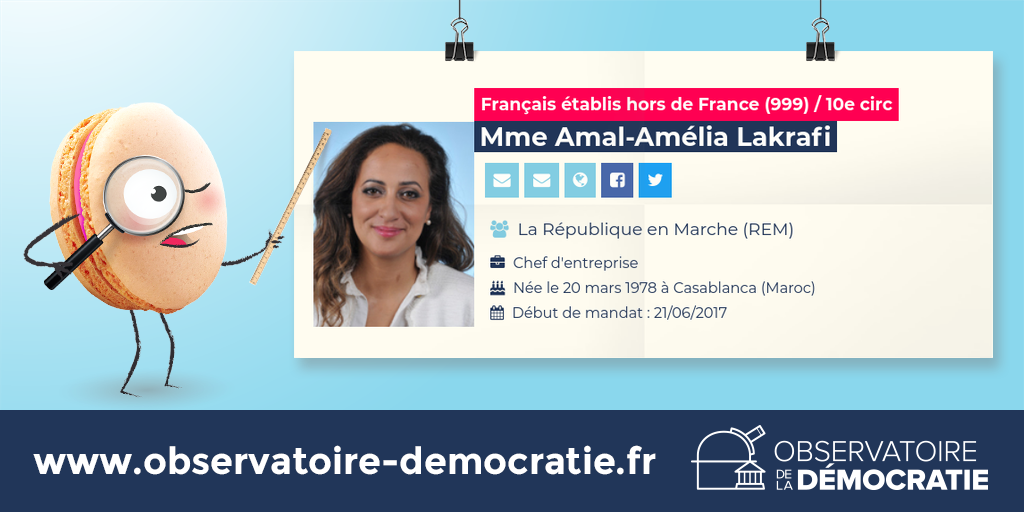 Français établis hors de France (999) / 10e circ
Mme Amal-Amélia Lakrafi
La République en Marche (REM)
Chef d'entreprise
Née le 20 mars 1978 à Casablanca (Maroc)
Début de mandat : 21/06/2017
www.observatoire-democratie.fr
OBSERVATOIRE
DE LA DÉMOCRATIE